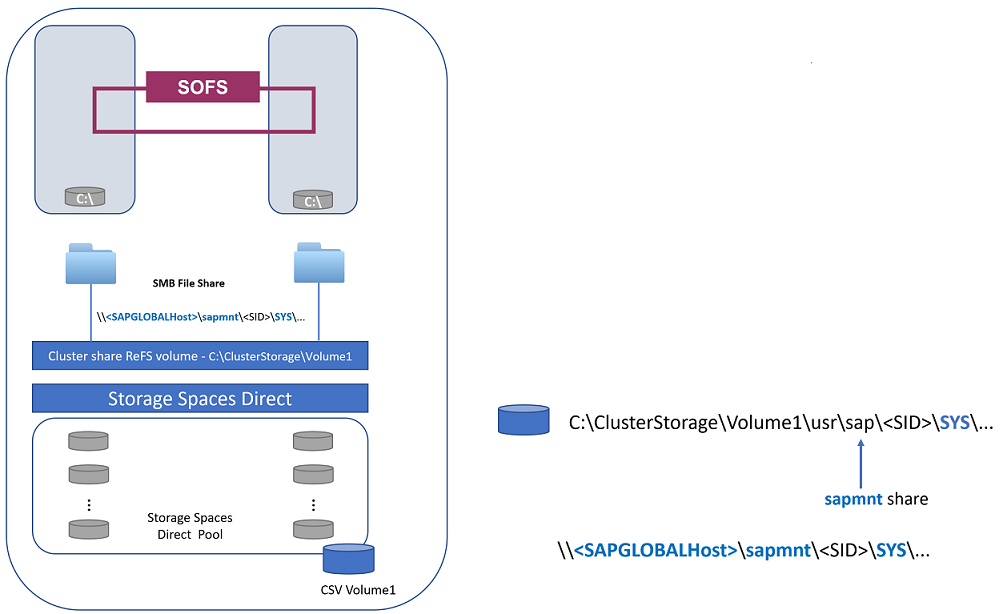 SOFS
C:\
C:\
SMB File Share
\\<SAPGLOBALHost>\sapmnt\<SID>\SYS\...
Cluster share ReFS volume - C:\ClusterStorage\Volume1
Storage Spaces Direct
Storage Spaces
Direct Pool
CSV Volume1
C:\ClusterStorage\Volume1\usr\sap\<SID>\SYS\...
sapmnt share
\\<SAPGLOBALHost>\sapmnt\<SID>\SYS\...